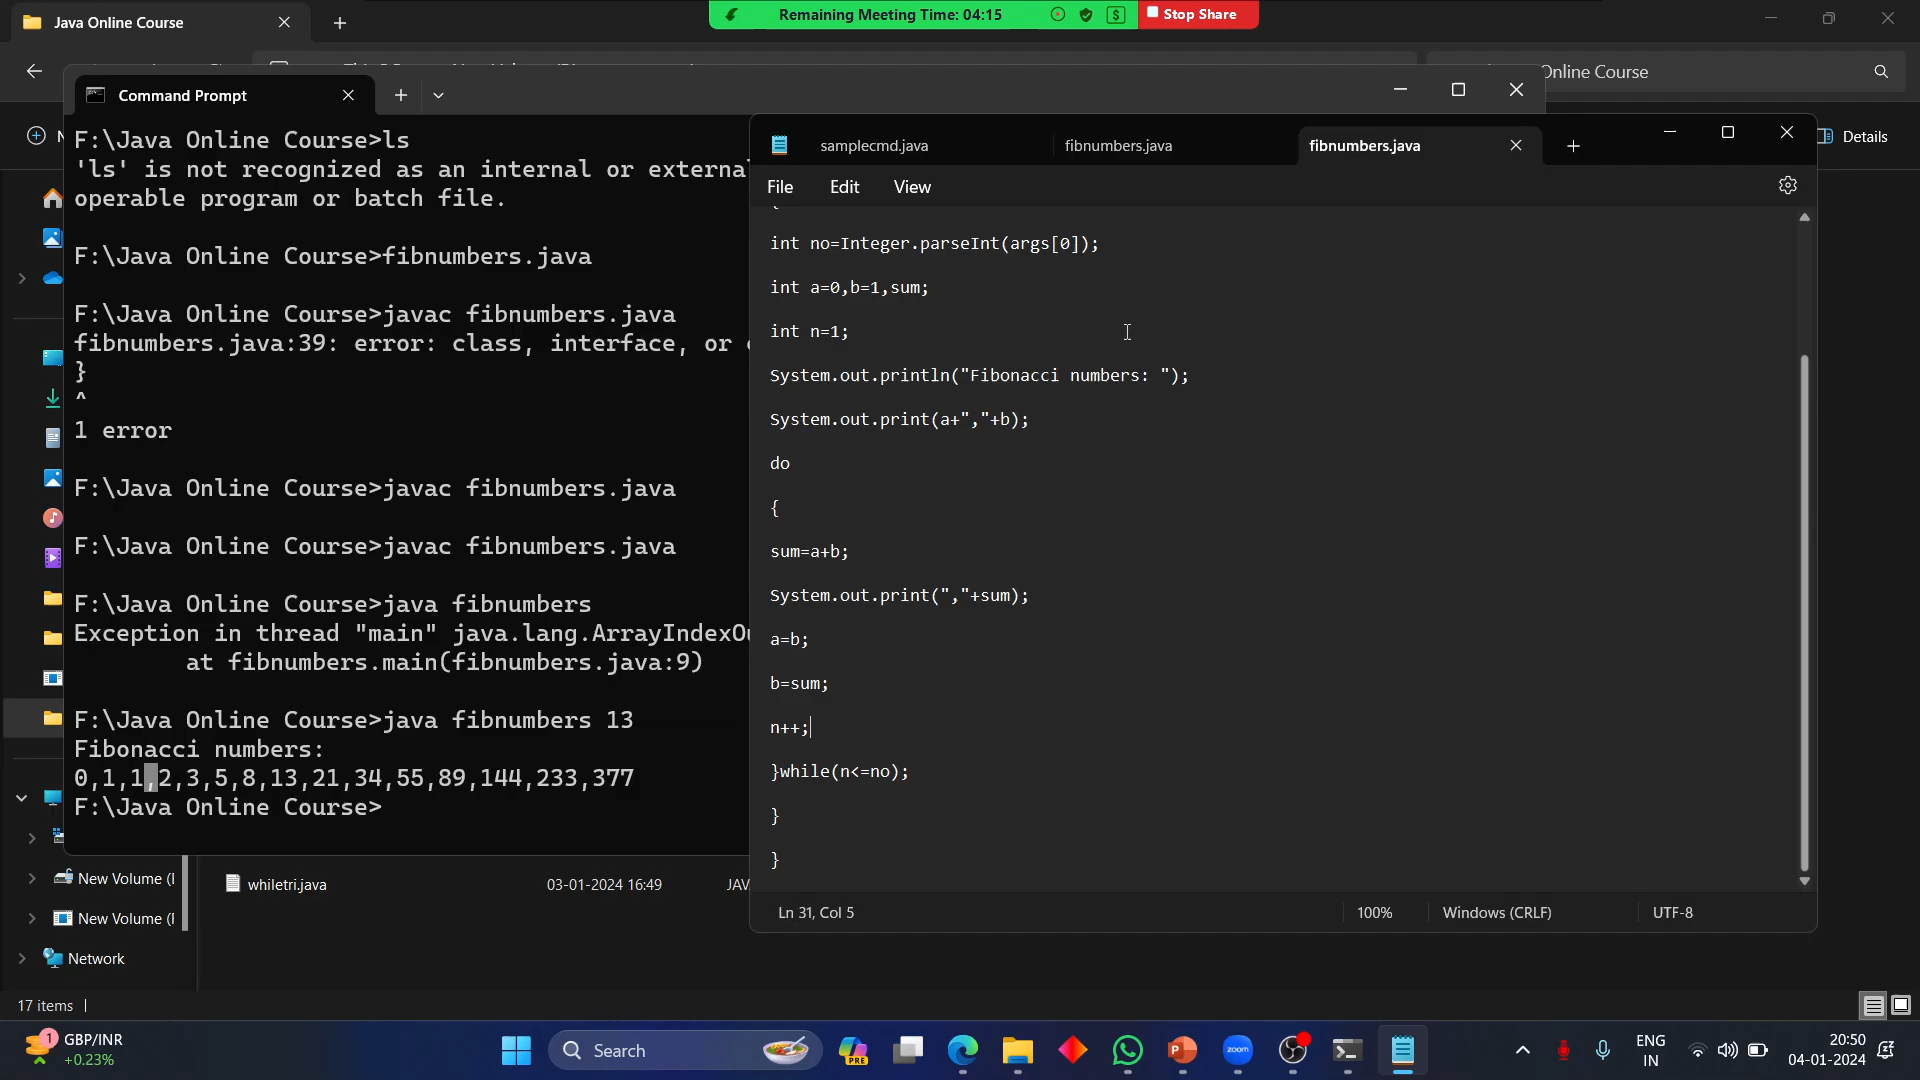 Java Online Course
Remaining Meeting Time: 04:15
Stop Share
Online Course
Details
Command Prompt
F:\Java Online Course>ls
'ls' is not recognized as an internal or externa
operable program or batch file.
F:\Java Online Course>fibnumbers.java
F:\Java Online Course>javac fibnumbers.java
fibnumbers.java:39: error: class, interface, or
}
^
1 error
F:\Java Online Course>javac fibnumbers.java
F:\Java Online Course>javac fibnumbers.java
F:\Java Online Course>java fibnumbers
Exception in thread "main" java.lang.ArrayIndexOu
at fibnumbers.main(fibnumbers.java:9)
F:\Java Online Course>java fibnumbers 13
Fibonacci numbers:
0,1,1,2,3,5,8,13,21,34,55,89,144,233,377
F:\Java Online Course>
samplecmd.java
fibnumbers.java
fibnumbers.java
File Edit View
int no=Integer.parseInt(args[0]);
int a=0,b=1,sum;
int n=1;
System.out.println("Fibonacci numbers: ");
System.out.print(a+","+b);
do
{
sum=a+b;
System.out.print(","+sum);
a=b;
b=sum;
n++;
}while(n<=no);
}
}
Ln 31, Col 5
100%
Windows (CRLF)
UTF-8
whiletri.java 03-01-2024 16:49 JAV
New Volume (
New Volume (
Network
17 items
1
GBP/INR
+0.23%
Search
PRE
zoom
ENG
IN
20:50
04-01-2024